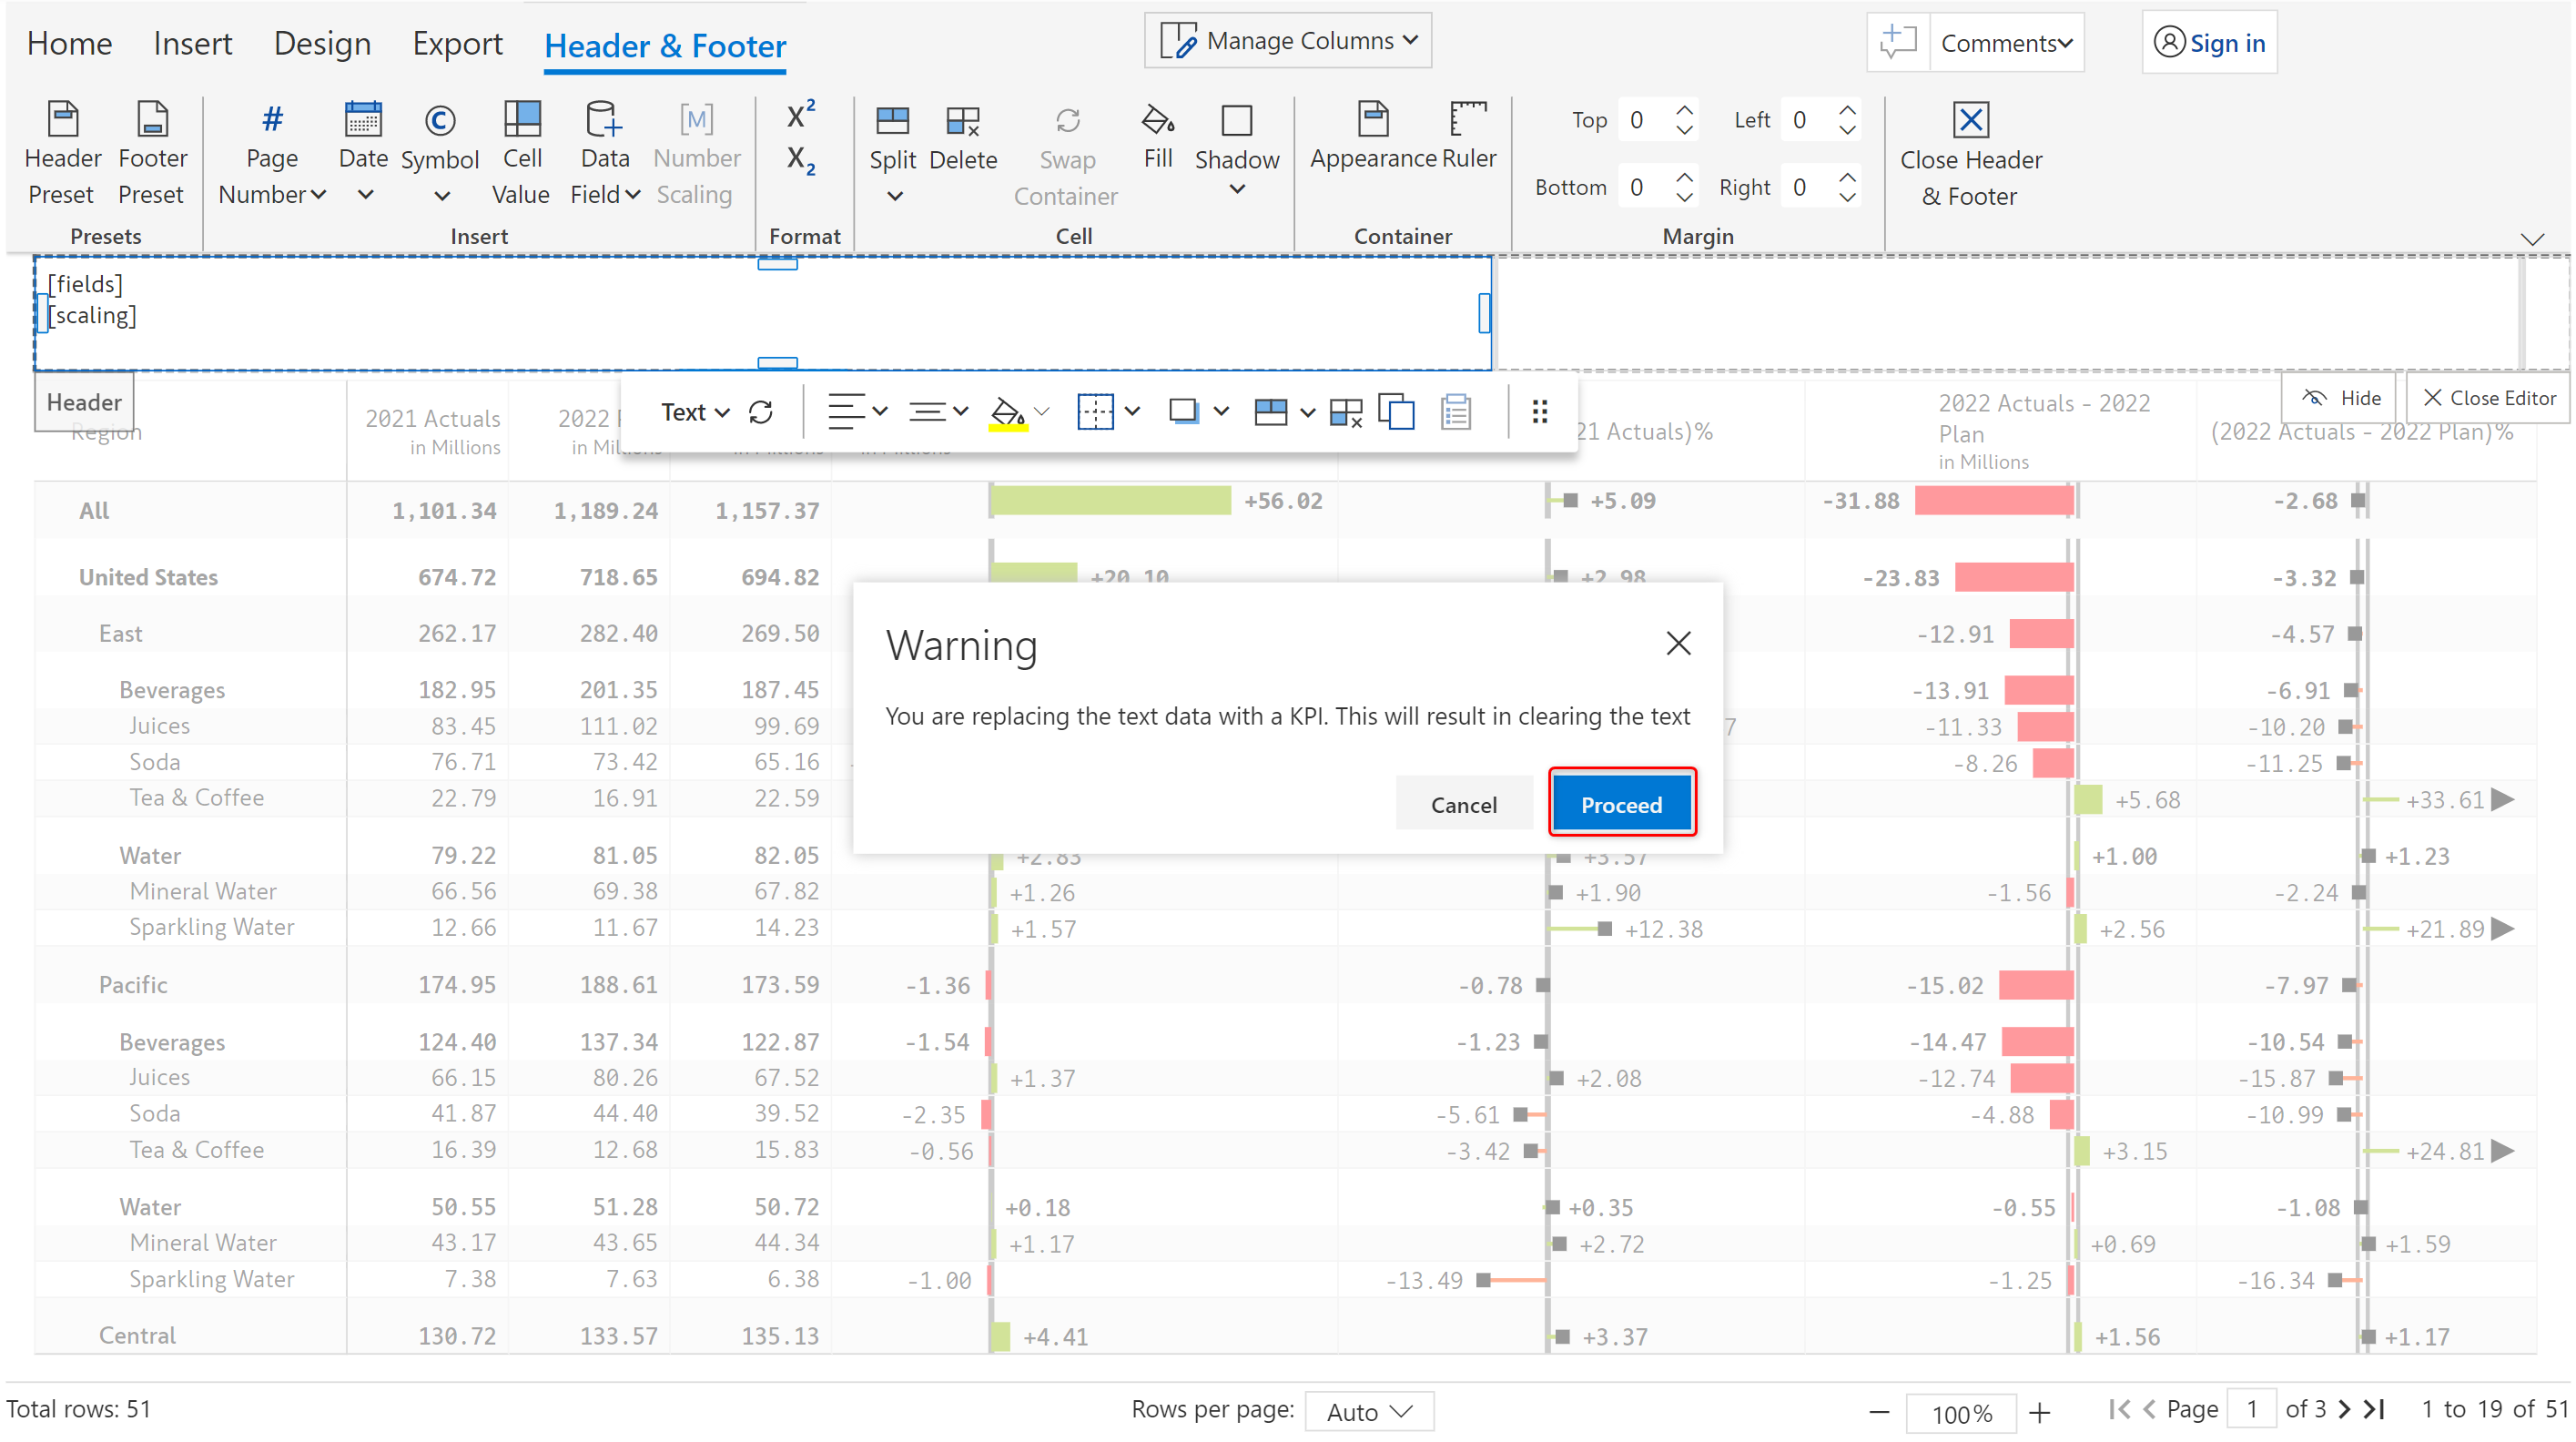 Home Insert Design Export Header & Footer Manage Columns Comments Sign in
Header Preset Footer Preset Page Number Date Symbol Cell Value Data Field Number Scaling X² X₂ Split Delete Swap Container Fill Shadow Appearance Ruler Top 0 Left 0 Bottom 0 Right 0 Close Header & Footer
Presets Insert Format Cell Container Margin
[fields]
[scaling]
Header
Text
Hide Close Editor
Region
2021 Actuals
in Millions
2022
in Millions
in Millions
21 Actuals)%
2022 Actuals - 2022
Plan
in Millions
(2022 Actuals - 2022 Plan)%
All 1,101.34 1,189.24 1,157.37 +56.02 +5.09 -31.88 -2.68
United States 674.72 718.65 694.82 +20.10 +2.98 -23.83 -3.32
East 262.17 282.40 269.50 -12.91 -4.57
Beverages 182.95 201.35 187.45 -13.91 -6.91
Juices 83.45 111.02 99.69 7 -11.33 -10.20
Soda 76.71 73.42 65.16 -8.26 -11.25
Tea & Coffee 22.79 16.91 22.59 +5.68 +33.61
Warning
You are replacing the text data with a KPI. This will result in clearing the text
Cancel Proceed
Water 79.22 81.05 82.05 +2.83 +3.57 +1.00 +1.23
Mineral Water 66.56 69.38 67.82 +1.26 +1.90 -1.56 -2.24
Sparkling Water 12.66 11.67 14.23 +1.57 +12.38 +2.56 +21.89
Pacific 174.95 188.61 173.59 -1.36 -0.78 -15.02 -7.97
Beverages 124.40 137.34 122.87 -1.54 -1.23 -14.47 -10.54
Juices 66.15 80.26 67.52 +1.37 +2.08 -12.74 -15.87
Soda 41.87 44.40 39.52 -2.35 -5.61 -4.88 -10.99
Tea & Coffee 16.39 12.68 15.83 -0.56 -3.42 +3.15 +24.81
Water 50.55 51.28 50.72 +0.18 +0.35 -0.55 -1.08
Mineral Water 43.17 43.65 44.34 +1.17 +2.72 +0.69 +1.59
Sparkling Water 7.38 7.63 6.38 -1.00 -13.49 -1.25 -16.34
Central 130.72 133.57 135.13 +4.41 +3.37 +1.56 +1.17
Total rows: 51 Rows per page: Auto 100% Page 1 of 3 1 to 19 of 51